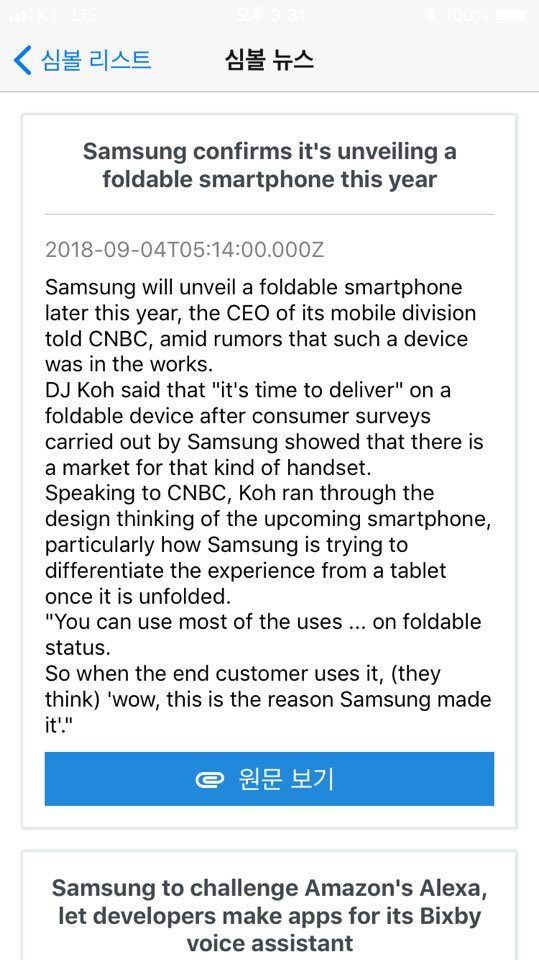 KT LTE 오후 3:31 100%
심볼 리스트 심볼 뉴스
Samsung confirms it's unveiling a
foldable smartphone this year
2018-09-04T05:14:00.000Z
Samsung will unveil a foldable smartphone
later this year, the CEO of its mobile division
told CNBC, amid rumors that such a device
was in the works.
DJ Koh said that "it's time to deliver" on a
foldable device after consumer surveys
carried out by Samsung showed that there is
a market for that kind of handset.
Speaking to CNBC, Koh ran through the
design thinking of the upcoming smartphone,
particularly how Samsung is trying to
differentiate the experience from a tablet
once it is unfolded.
"You can use most of the uses ... on foldable
status.
So when the end customer uses it, (they
think) 'wow, this is the reason Samsung made
it'."
원문 보기
Samsung to challenge Amazon's Alexa,
let developers make apps for its Bixby
voice assistant